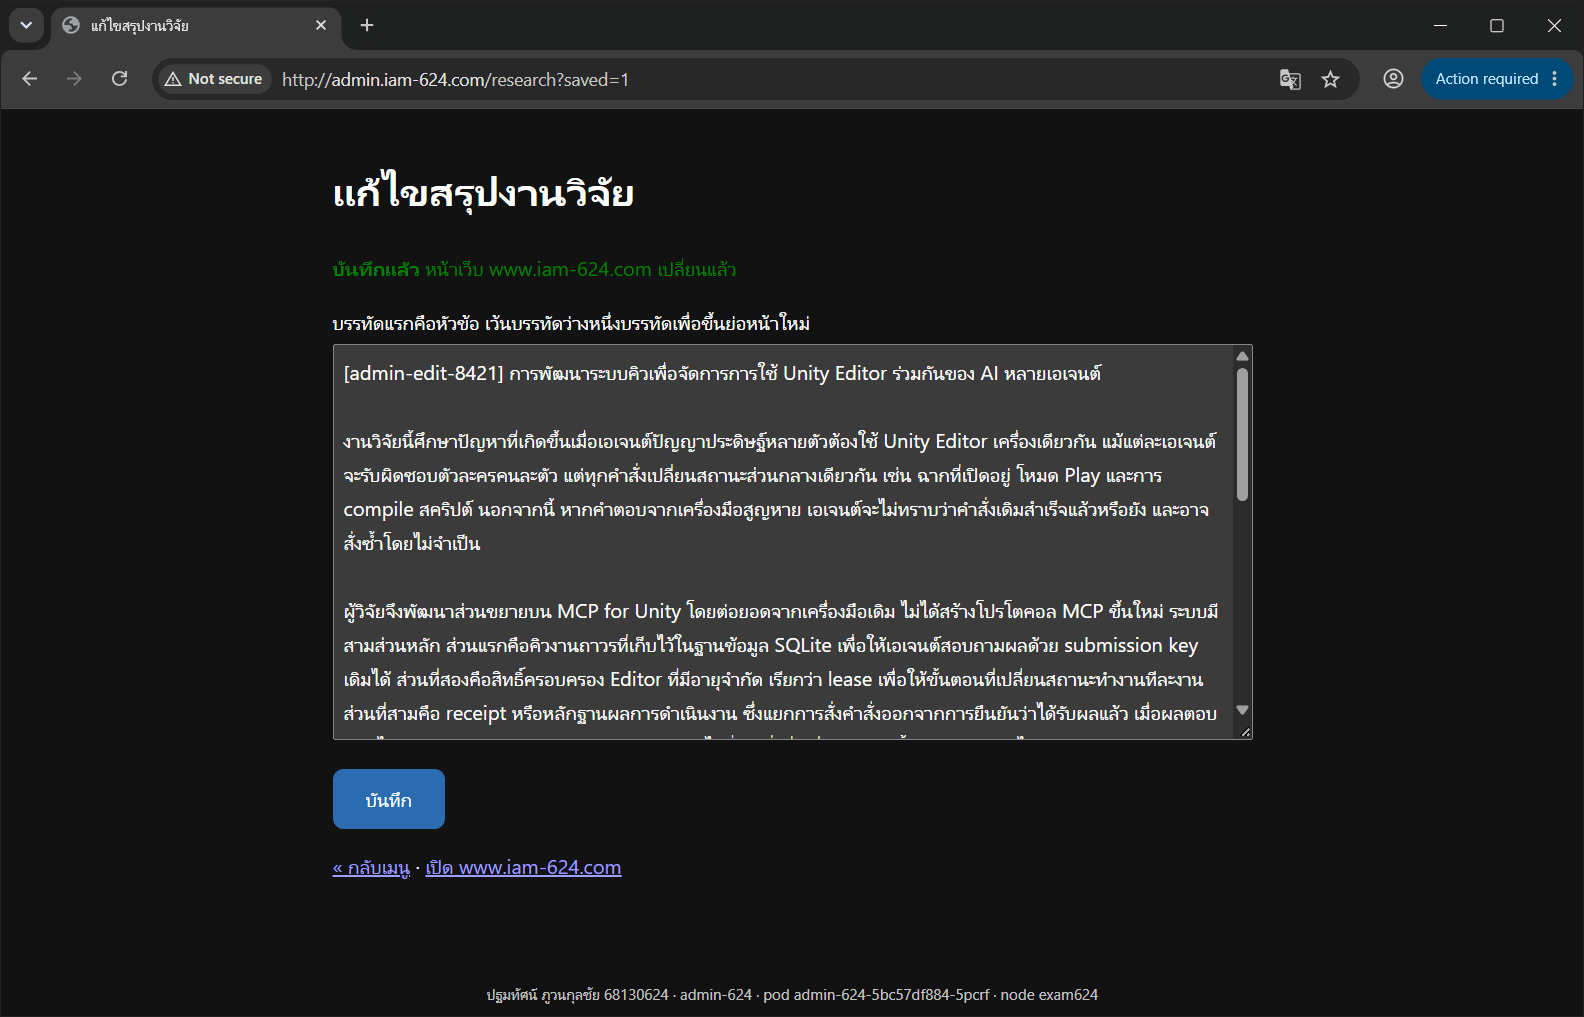 แก้ไขสรุปงานวิจัย
Not secure
http://admin.iam-624.com/research?saved=1
Action required
แก้ไขสรุปงานวิจัย
บันทึกแล้ว หน้าเว็บ www.iam-624.com เปลี่ยนแล้ว
บรรทัดแรกคือหัวข้อ เว้นบรรทัดว่างหนึ่งบรรทัดเพื่อขึ้นย่อหน้าใหม่
[admin-edit-8421] การพัฒนาระบบคิวเพื่อจัดการการใช้ Unity Editor ร่วมกันของ AI หลายเอเจนต์
งานวิจัยนี้ศึกษาปัญหาที่เกิดขึ้นเมื่อเอเจนต์ปัญญาประดิษฐ์หลายตัวต้องใช้ Unity Editor เครื่องเดียวกัน แม้แต่ละเอเจนต์
จะรับผิดชอบตัวละครคนละตัว แต่ทุกคำสั่งเปลี่ยนสถานะส่วนกลางเดียวกัน เช่น ฉากที่เปิดอยู่ โหมด Play และการ
compile สคริปต์ นอกจากนี้ หากคำตอบจากเครื่องมือสูญหาย เอเจนต์จะไม่ทราบว่าคำสั่งเดิมสำเร็จแล้วหรือยัง และอาจ
สั่งซ้ำโดยไม่จำเป็น
ผู้วิจัยจึงพัฒนาส่วนขยายบน MCP for Unity โดยต่อยอดจากเครื่องมือเดิม ไม่ได้สร้างโปรโตคอล MCP ขึ้นใหม่ ระบบมี
สามส่วนหลัก ส่วนแรกคือคิวงานถาวรที่เก็บไว้ในฐานข้อมูล SQLite เพื่อให้เอเจนต์สอบถามผลด้วย submission key
เดิมได้ ส่วนที่สองคือสิทธิ์ครอบครอง Editor ที่มีอายุจำกัด เรียกว่า lease เพื่อให้ขั้นตอนที่เปลี่ยนสถานะทำงานทีละงาน
ส่วนที่สามคือ receipt หรือหลักฐานผลการดำเนินงาน ซึ่งแยกการสั่งคำสั่งออกจากการยืนยันว่าได้รับผลแล้ว เมื่อผลตอบ
บันทึก
« กลับเมนู · เปิด www.iam-624.com
ปฐมทัศน์ ภูวนกุลชัย 68130624 · admin-624 · pod admin-624-5bc57df884-5pcrf · node exam624